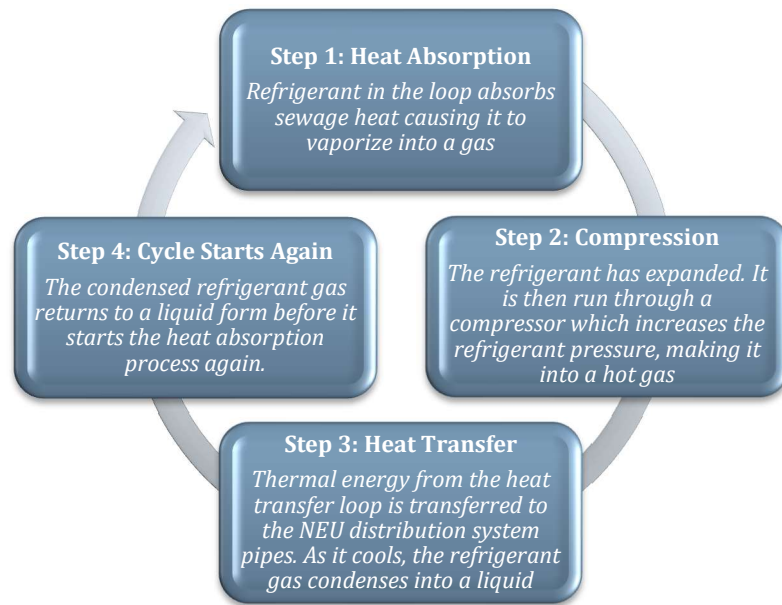 Step 1: Heat Absorption
Refrigerant in the loop absorbs
sewage heat causing it to
vaporize into a gas
Step 2: Compression
The refrigerant has expanded. It
is then run through a
compressor which increases the
refrigerant pressure, making it
into a hot gas
Step 3: Heat Transfer
Thermal energy from the heat
transfer loop is transferred to
the NEU distribution system
pipes. As it cools, the refrigerant
gas condenses into a liquid
Step 4: Cycle Starts Again
The condensed refrigerant gas
returns to a liquid form before it
starts the heat absorption
process again.